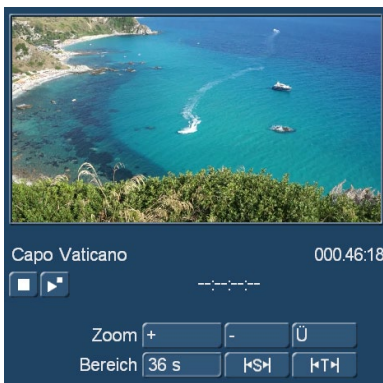 Capo Vaticano 000.46:18
--:--:--:--
Zoom + - Ü
Bereich 36 s S T